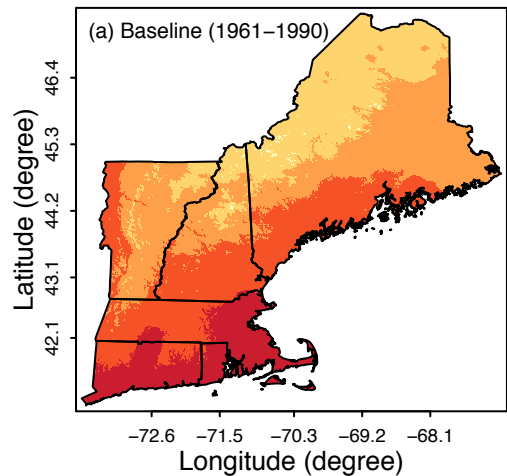 (a) Baseline (1961−1990)
Latitude (degree)
46.4
45.3
44.2
43.1
42.1
−72.6 −71.5 −70.3 −69.2 −68.1
Longitude (degree)